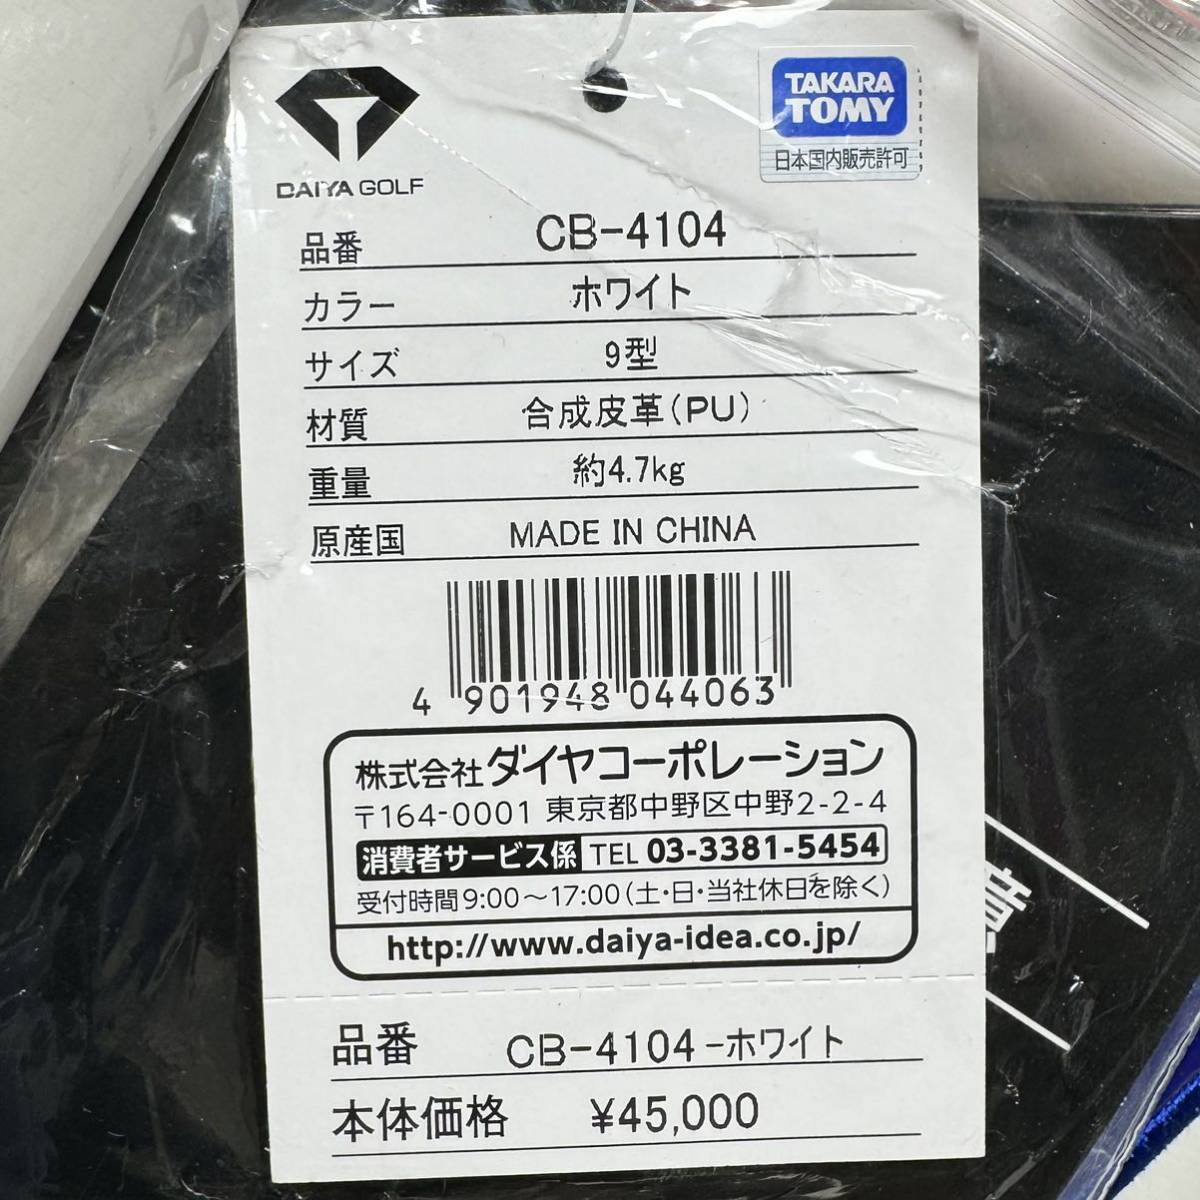 DAIYA GOLF
TAKARA
TOMY
日本国内販売許可
品番 CB-4104
カラー ホワイト
サイズ 9型
材質 合成皮革(PU)
重量 約4.7kg
原産国 MADE IN CHINA
4 901948 044063
株式会社ダイヤコーポレーション
〒164-0001 東京都中野区中野2-2-4
消費者サービス係 TEL 03-3381-5454
受付時間9:00〜17:00(土・日・当社休日を除く)
http://www.daiya-idea.co.jp/
品番 CB-4104-ホワイト
本体価格 ¥45,000
意